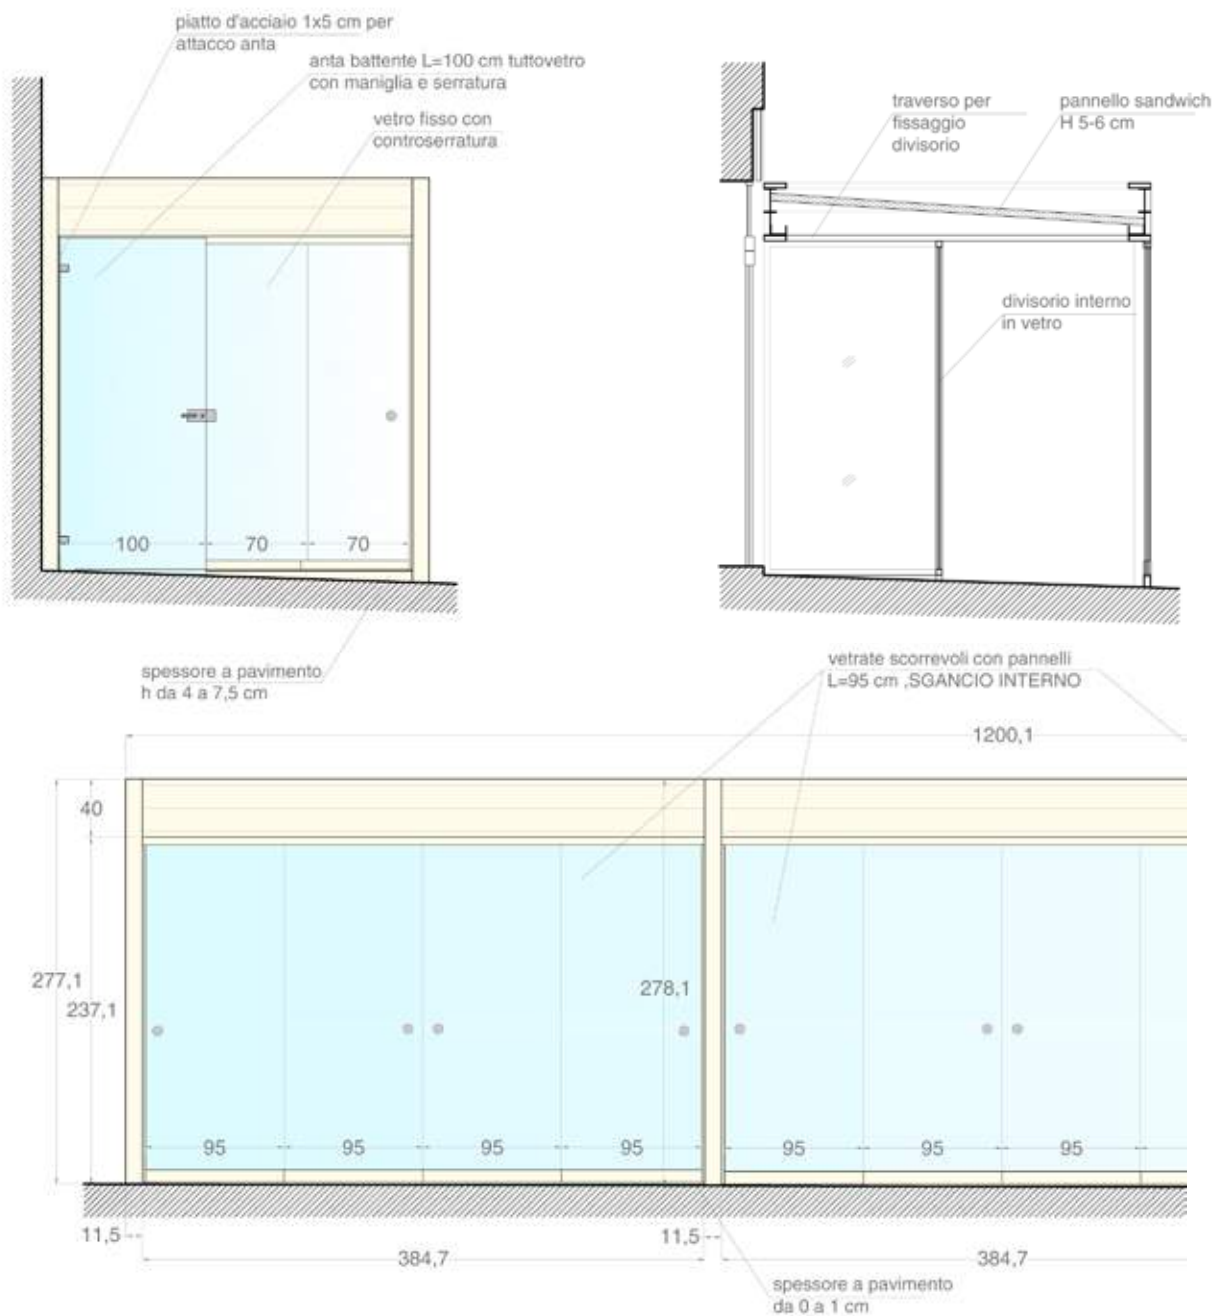 piatto d'acciaio 1x5 cm per
attacco anta
anta battente L=100 cm tuttovetro
con maniglia e serratura
vetro fisso con
controserratura
traverso per
fissaggio
divisorio
pannello sandwich
H 5-6 cm
divisorio interno
in vetro
100
70
70
spessore a pavimento
h da 4 a 7,5 cm
vetrate scorrevoli con pannelli
L=95 cm ,SGANCIO INTERNO
1200,1
40
277,1
237,1
278,1
95
95
95
95
95
95
95
11,5
384,7
11,5
384,7
spessore a pavimento
da 0 a 1 cm